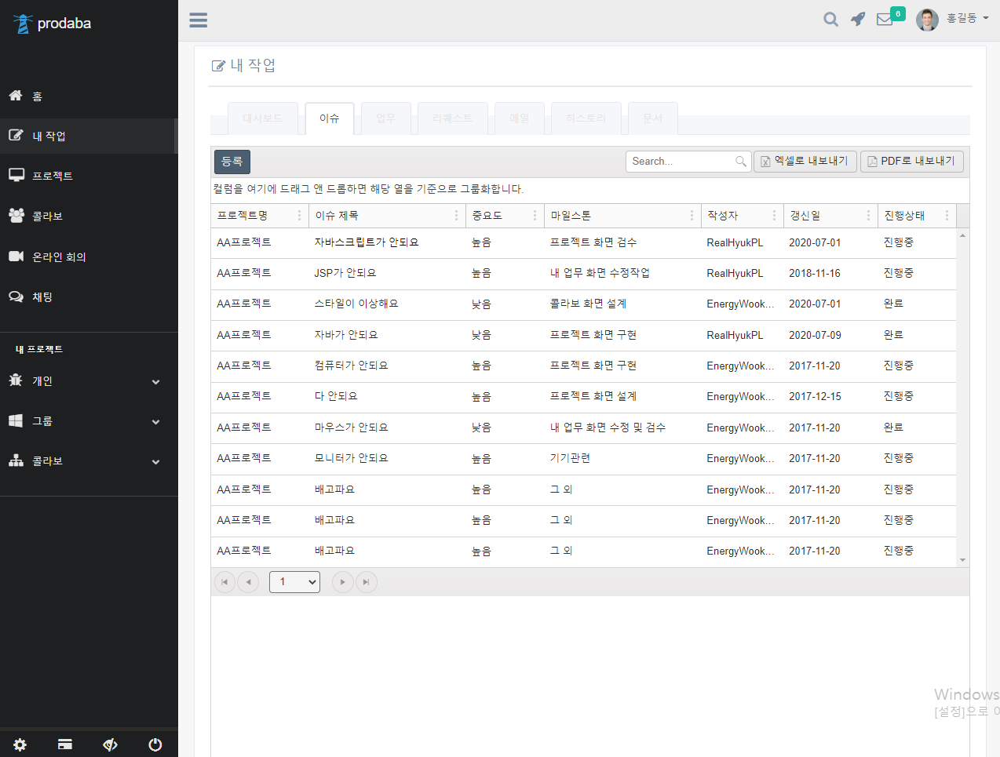 prodaba
6
홍길동
홈
내 작업
프로젝트
콜라보
온라인 회의
채팅
내 프로젝트
개인
그룹
콜라보
내 작업
대시보드 이슈 업무 리퀘스트 메일 히스토리 문서
등록 Search... 엑셀로 내보내기 PDF로 내보내기
컬럼을 여기에 드래그 앤 드롭하면 해당 열을 기준으로 그룹화합니다.
프로젝트명 이슈 제목 중요도 마일스톤 작성자 갱신일 진행상태
AA프로젝트 자바스크립트가 안되요 높음 프로젝트 화면 검수 RealHyukPL 2020-07-01 진행중
AA프로젝트 JSP가 안되요 높음 내 업무 화면 수정작업 RealHyukPL 2018-11-16 진행중
AA프로젝트 스타일이 이상해요 낮음 콜라보 화면 설계 EnergyWook... 2020-07-01 완료
AA프로젝트 자바가 안되요 낮음 프로젝트 화면 구현 RealHyukPL 2020-07-09 완료
AA프로젝트 컴퓨터가 안되요 높음 프로젝트 화면 구현 EnergyWook... 2017-11-20 진행중
AA프로젝트 다 안되요 높음 프로젝트 화면 설계 EnergyWook... 2017-12-15 진행중
AA프로젝트 마우스가 안되요 낮음 내 업무 화면 수정 및 검수 EnergyWook... 2017-11-20 완료
AA프로젝트 모니터가 안되요 높음 기기관련 EnergyWook... 2017-11-20 진행중
AA프로젝트 배고파요 높음 그 외 EnergyWook... 2017-11-20 진행중
AA프로젝트 배고파요 높음 그 외 EnergyWook... 2017-11-20 진행중
AA프로젝트 배고파요 높음 그 외 EnergyWook... 2017-11-20 진행중
1
Windows
[설정]으로 이